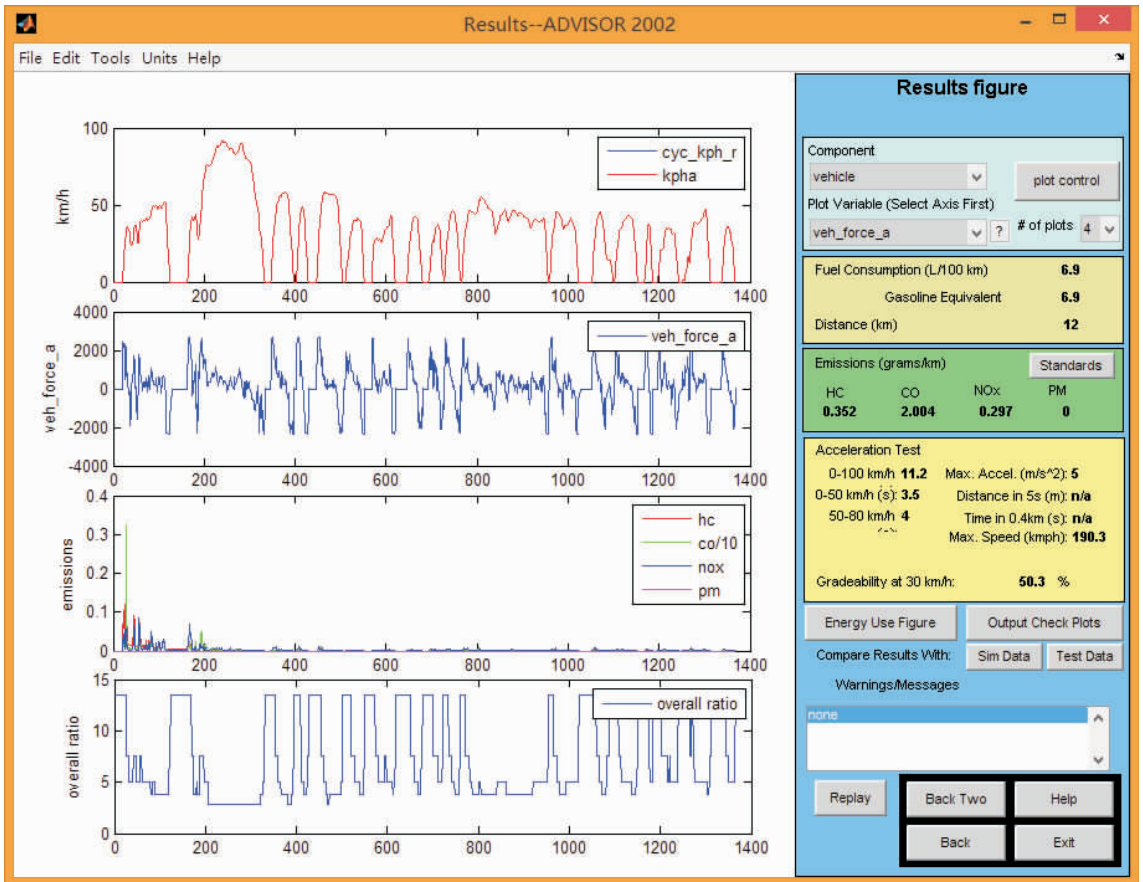 Results--ADVISOR 2002
File Edit Tools Units Help
100
50
0
km/h
cyc_kph_r
kpha
0 200 400 600 800 1000 1200 1400
4000
2000
0
-2000
-4000
veh_force_a
veh_force_a
0 200 400 600 800 1000 1200 1400
0.4
0.3
0.2
0.1
0
emissions
hc
co/10
nox
pm
0 200 400 600 800 1000 1200 1400
15
10
5
0
overall ratio
overall ratio
0 200 400 600 800 1000 1200 1400
Results figure
Component
vehicle
plot control
Plot Variable (Select Axis First)
veh_force_a ? # of plots 4
Fuel Consumption (L/100 km) 6.9
Gasoline Equivalent 6.9
Distance (km) 12
Emissions (grams/km) Standards
HC CO NOx PM
0.352 2.004 0.297 0
Acceleration Test
0-100 km/h 11.2 Max. Accel. (m/s^2): 5
0-50 km/h (s): 3.5 Distance in 5s (m): n/a
50-80 km/h 4 Time in 0.4km (s): n/a
Max. Speed (kmph): 190.3
Gradeability at 30 km/h: 50.3 %
Energy Use Figure Output Check Plots
Compare Results With: Sim Data Test Data
Warnings/Messages
none
Replay Back Two Help
Back Exit